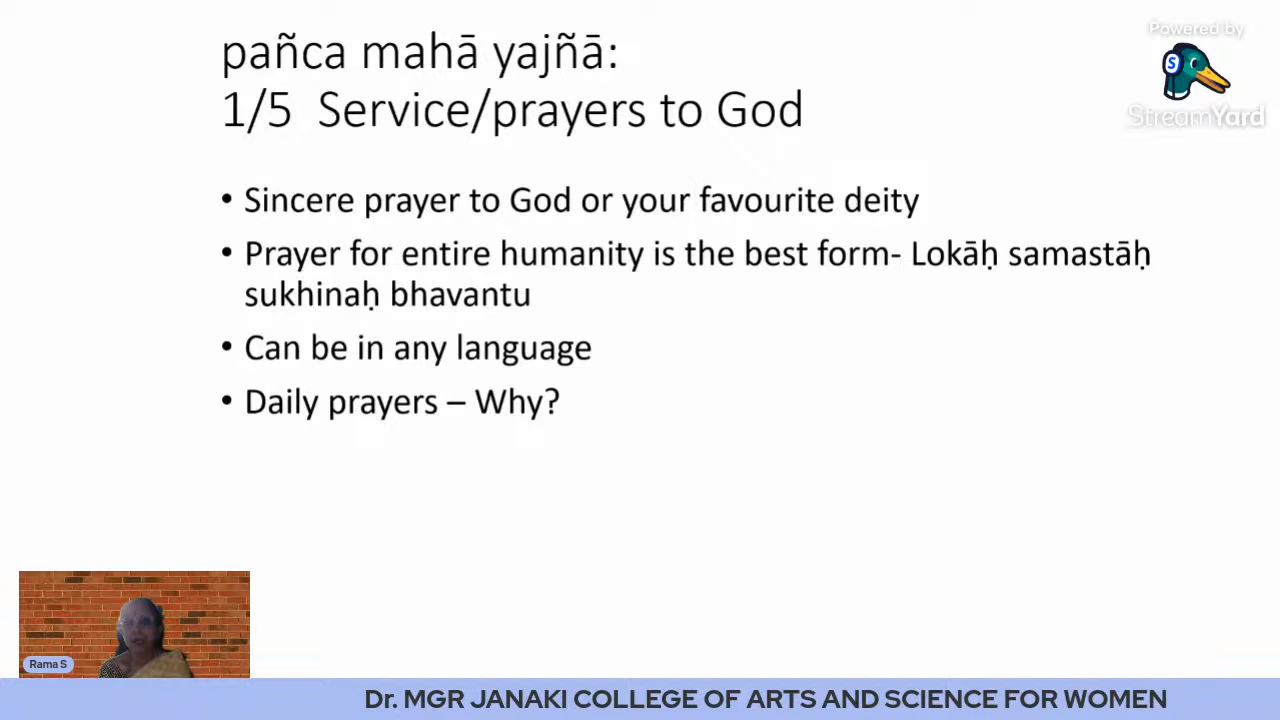 pañca mahā yajñā:
1/5 Service/prayers to God
Powered by
S
StreamYard
• Sincere prayer to God or your favourite deity
• Prayer for entire humanity is the best form- Lokāḥ samastāḥ
sukhinaḥ bhavantu
• Can be in any language
• Daily prayers – Why?
Rama S
Dr. MGR JANAKI COLLEGE OF ARTS AND SCIENCE FOR WOMEN